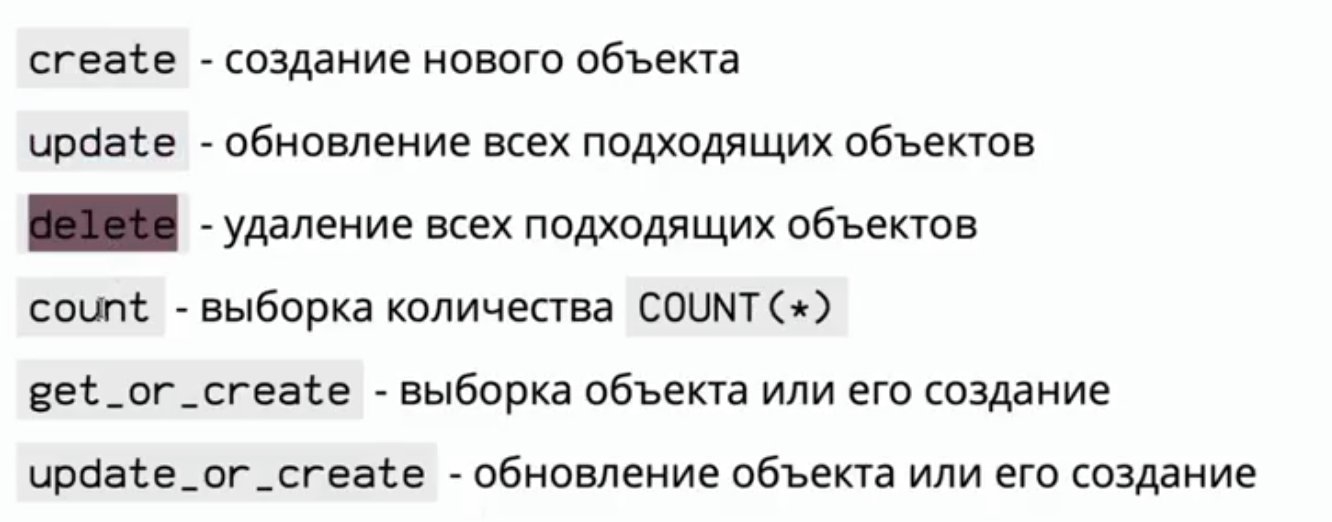 create - создание нового объекта
update - обновление всех подходящих объектов
delete - удаление всех подходящих объектов
count - выборка количества COUNT(*)
get_or_create - выборка объекта или его создание
update_or_create - обновление объекта или его создание